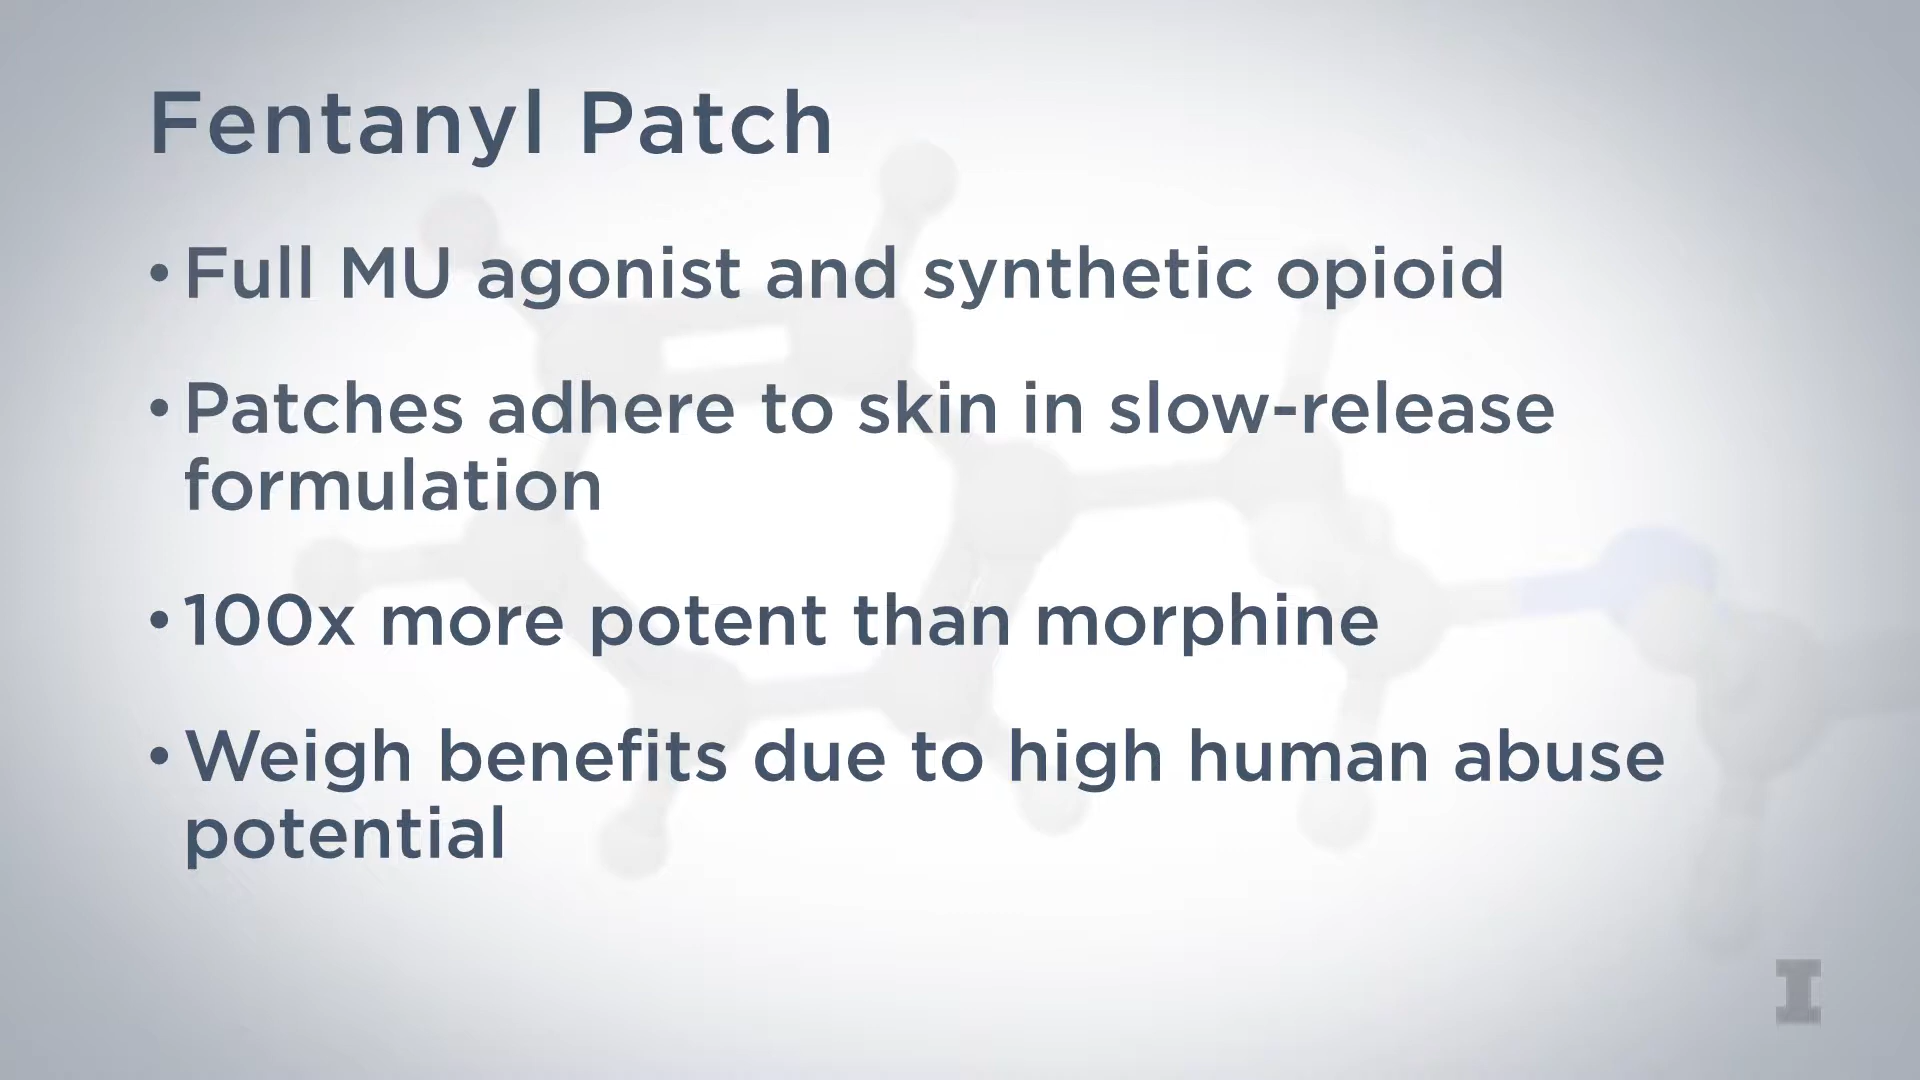 Fentanyl Patch
• Full MU agonist and synthetic opioid
• Patches adhere to skin in slow-release
formulation
• 100x more potent than morphine
• Weigh benefits due to high human abuse
potential
I